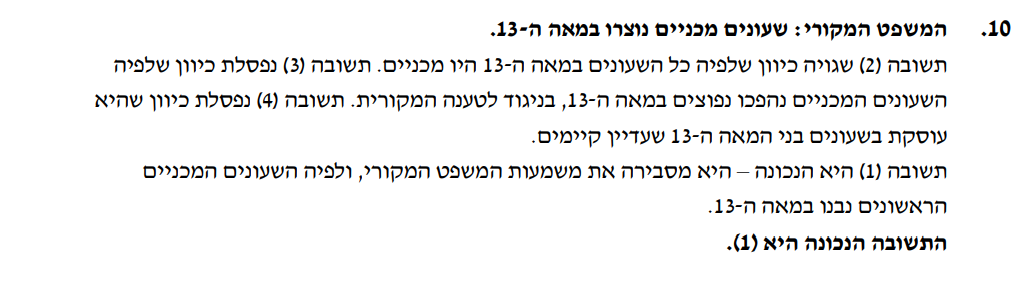 10. המשפט המקורי: שעונים מכניים נוצרו במאה ה-13.
תשובה (2) שגויה כיוון שלפיה כל השעונים במאה ה-13 היו מכניים. תשובה (3) נפסלת כיוון שלפיה
השעונים המכניים נהפכו נפוצים במאה ה-13, בניגוד לטענה המקורית. תשובה (4) נפסלת כיוון שהיא
עוסקת בשעונים בני המאה ה-13 שעדיין קיימים.
תשובה (1) היא הנכונה – היא מסבירה את משמעות המשפט המקורי, ולפיה השעונים המכניים
הראשונים נבנו במאה ה-13.
התשובה הנכונה היא (1).